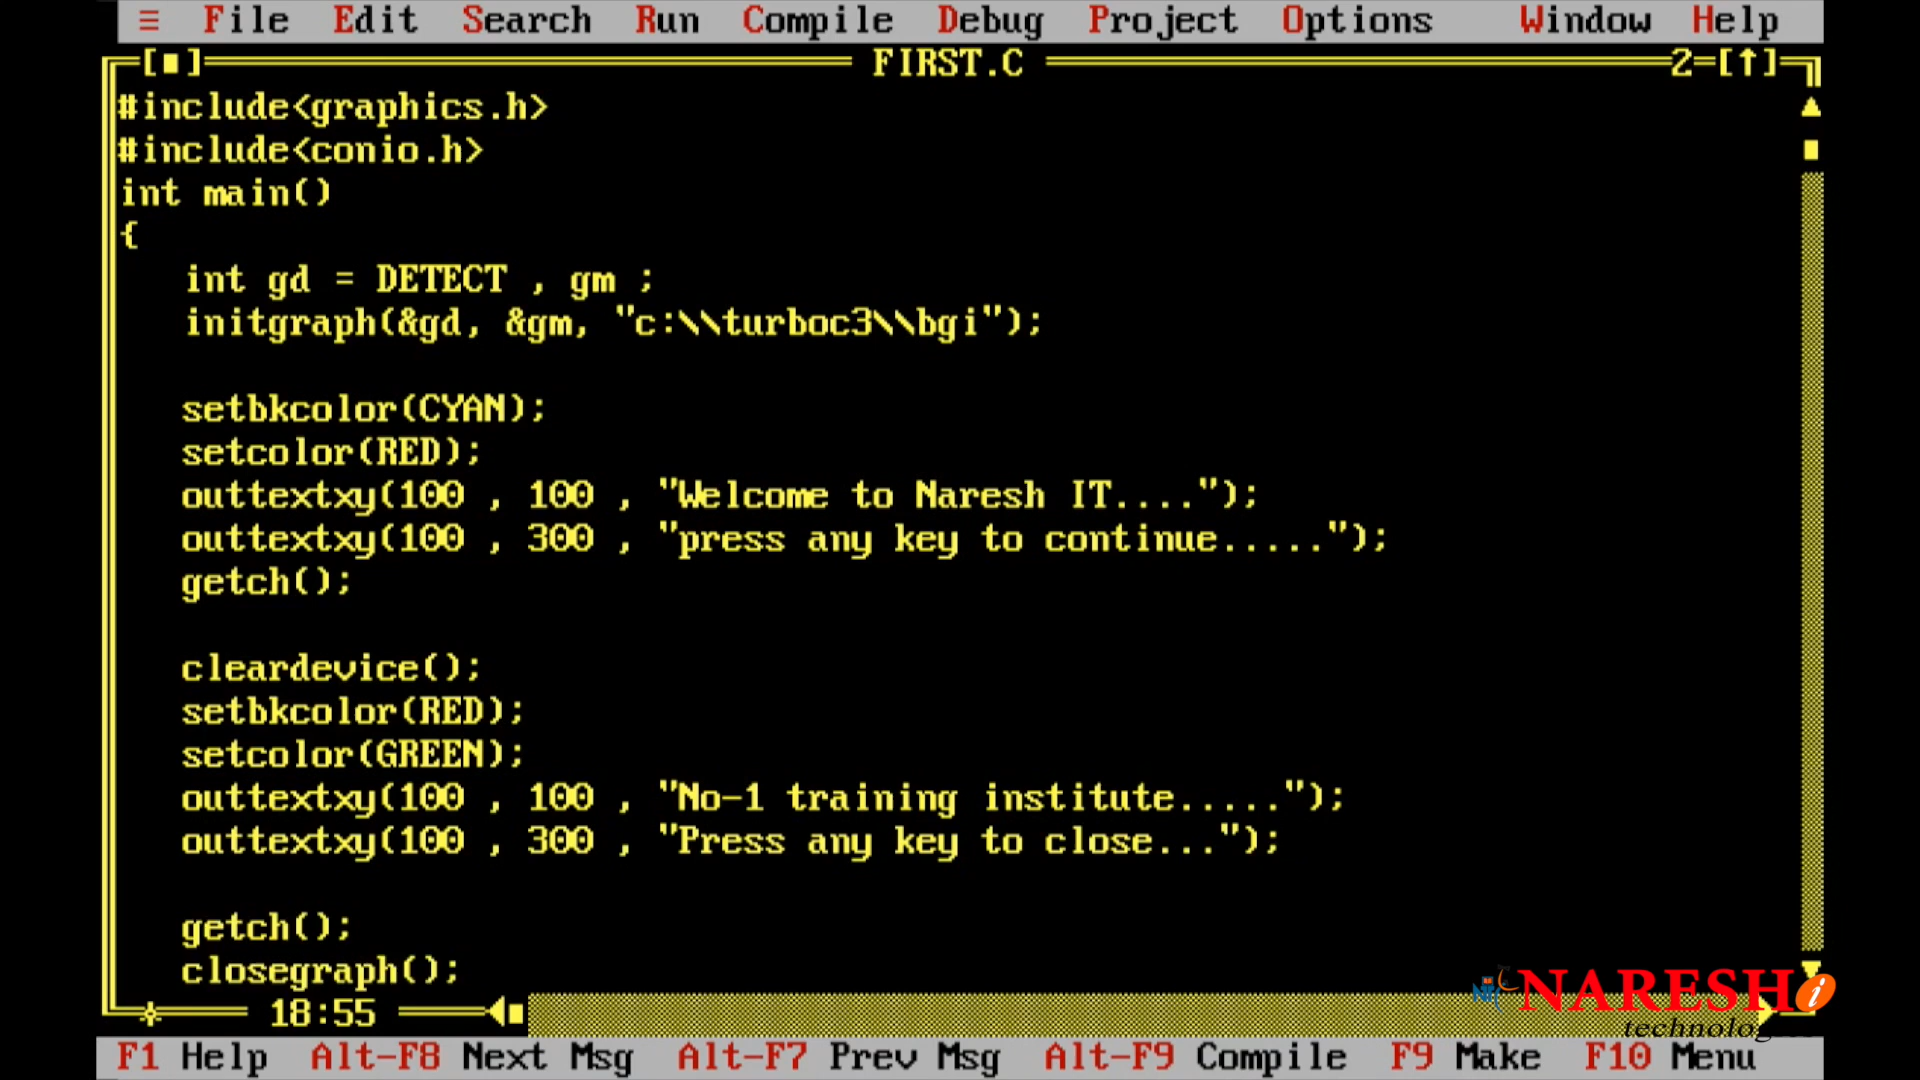 ≡ File Edit Search Run Compile Debug Project Options Window Help
[■] FIRST.C 2=[↑]
#include<graphics.h>
#include<conio.h>
int main()
{
int gd = DETECT , gm ;
initgraph(&gd, &gm, "c:\\turboc3\\bgi");
setbkcolor(CYAN);
setcolor(RED);
outtextxy(100 , 100 , "Welcome to Naresh IT....");
outtextxy(100 , 300 , "press any key to continue.....");
getch();
cleardevice();
setbkcolor(RED);
setcolor(GREEN);
outtextxy(100 , 100 , "No-1 training institute.....");
outtextxy(100 , 300 , "Press any key to close...");
getch();
closegraph();
18:55
NARESH i
technolog
F1 Help Alt-F8 Next Msg Alt-F7 Prev Msg Alt-F9 Compile F9 Make F10 Menu